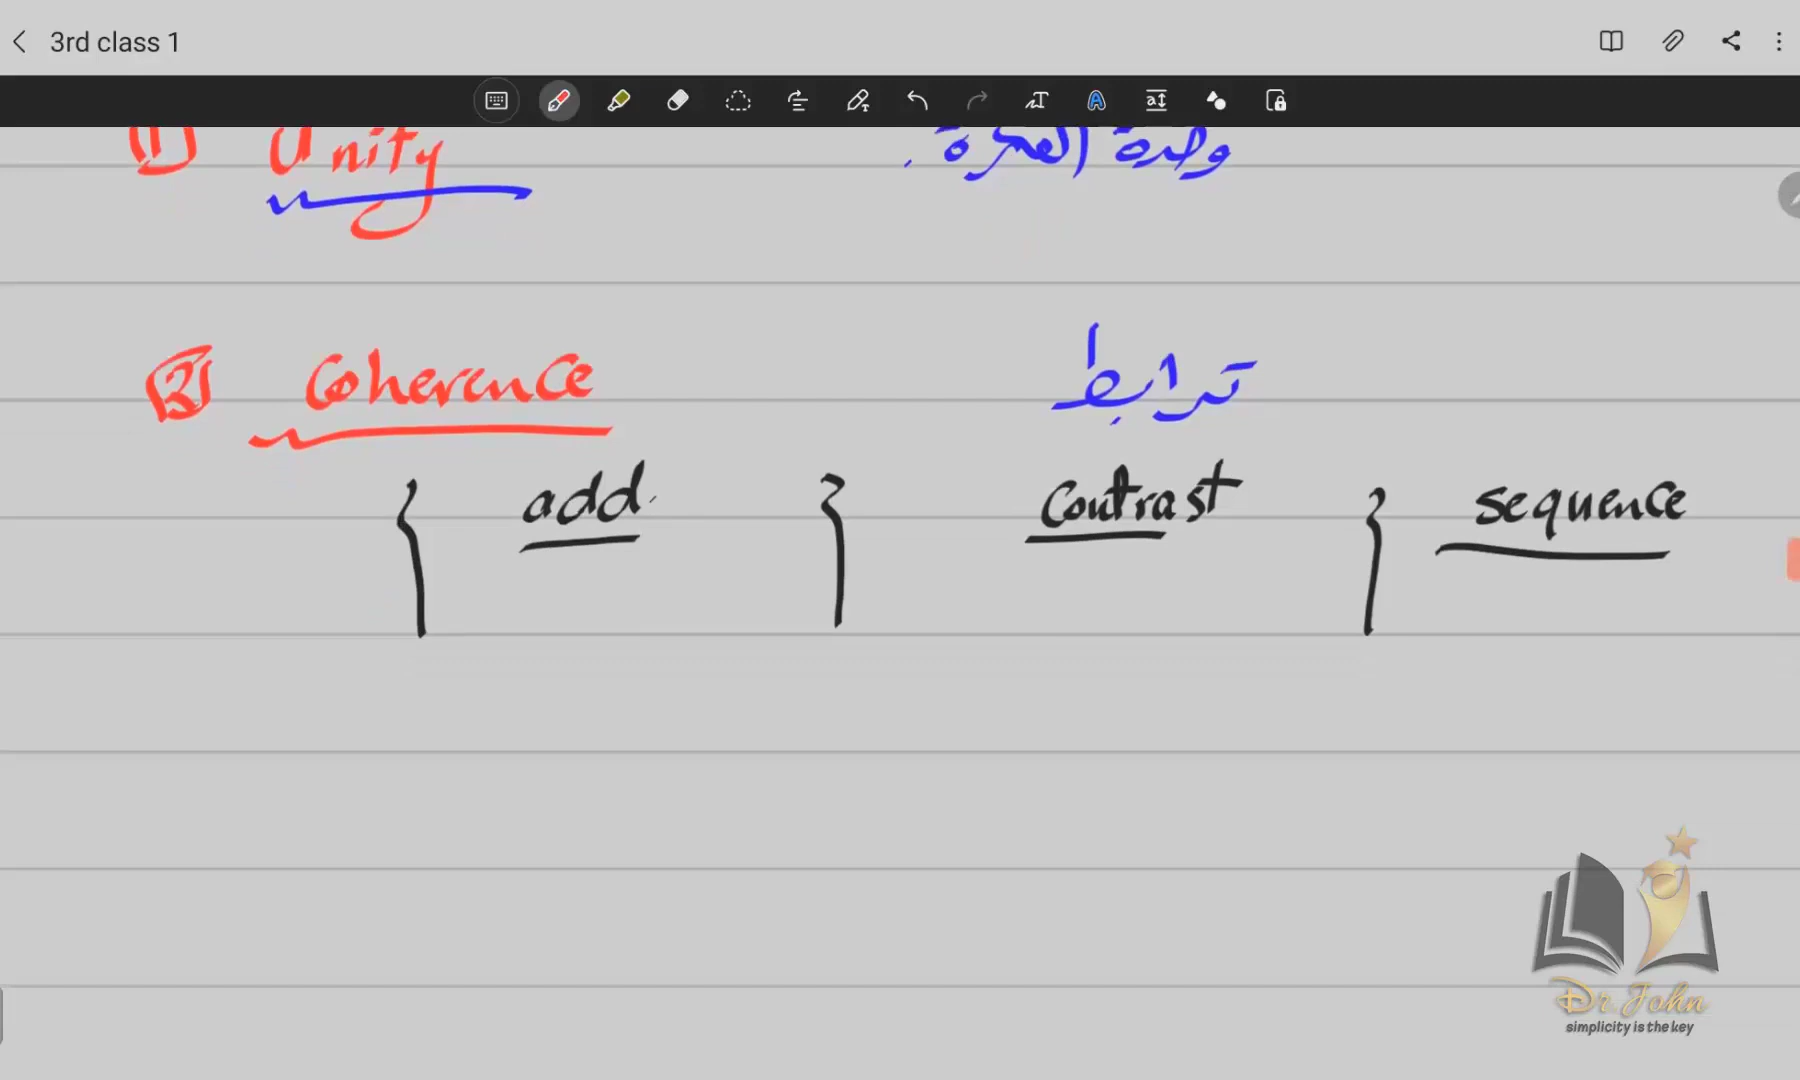 3rd class 1
① Unity وحدة الفكرة.
② Coherence ترابط
add. contrast sequence
Dr. John
simplicity is the key